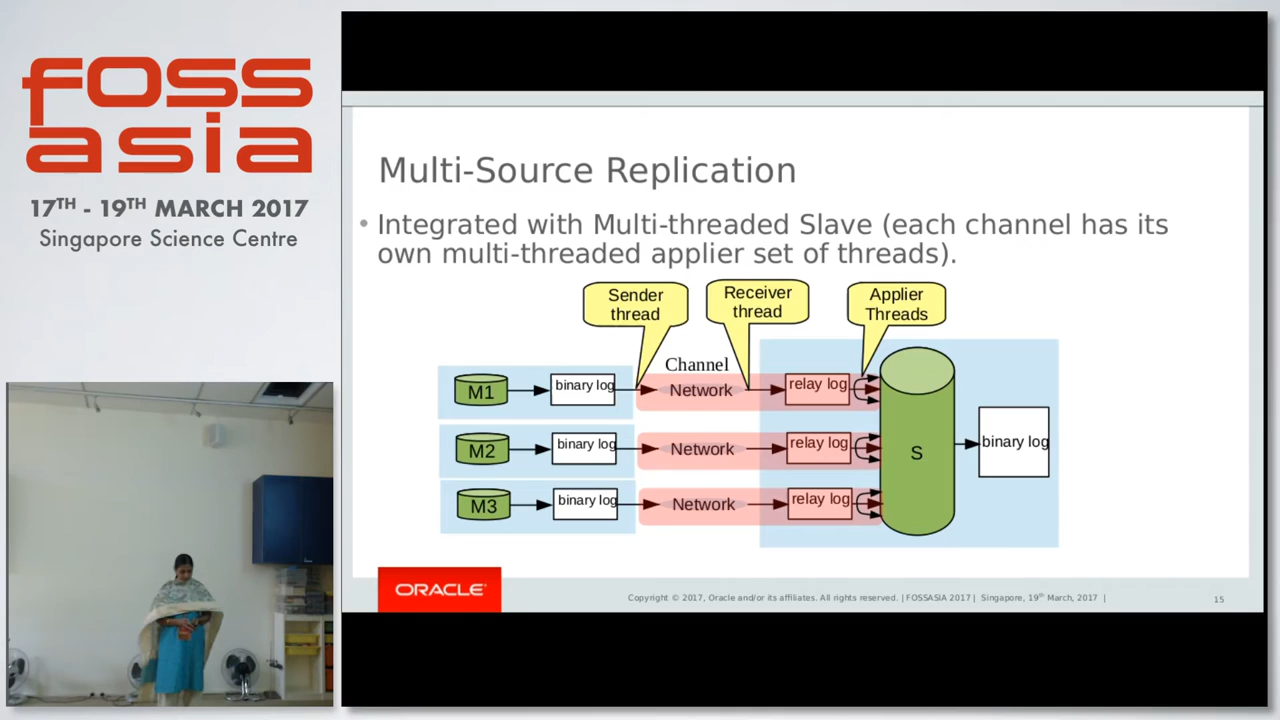 foss
asia
17TH - 19TH MARCH 2017
Singapore Science Centre
Multi-Source Replication
• Integrated with Multi-threaded Slave (each channel has its
own multi-threaded applier set of threads).
Sender
thread
Receiver
thread
Applier
Threads
Channel
M1
binary log
Network
relay log
M2
binary log
Network
relay log
S
binary log
M3
binary log
Network
relay log
ORACLE
Copyright © 2017, Oracle and/or its affiliates. All rights reserved. | FOSSASIA 2017 | Singapore, 19th March, 2017 |
15